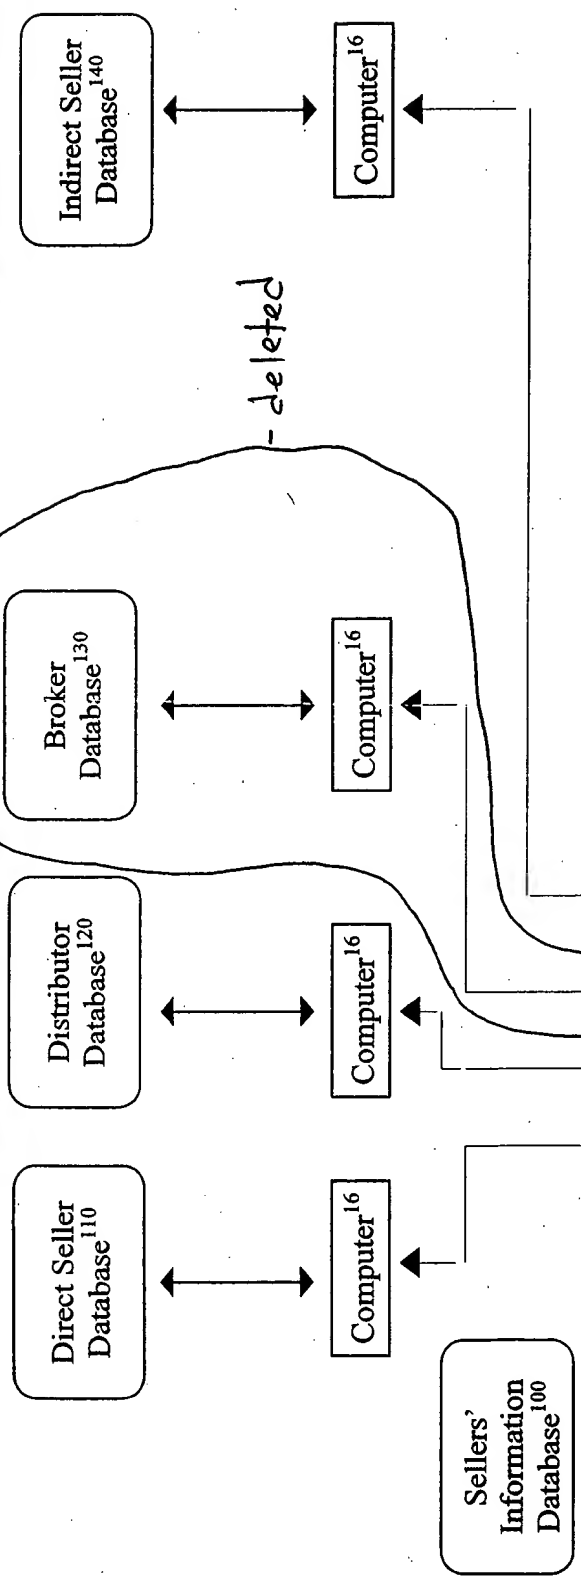 Direct Seller
Database110
Distributor
Database120
Broker
Database130
Indirect Seller
Database140
- deleted
Computer16
Computer16
Computer16
Computer16
Sellers'
Information
Database100